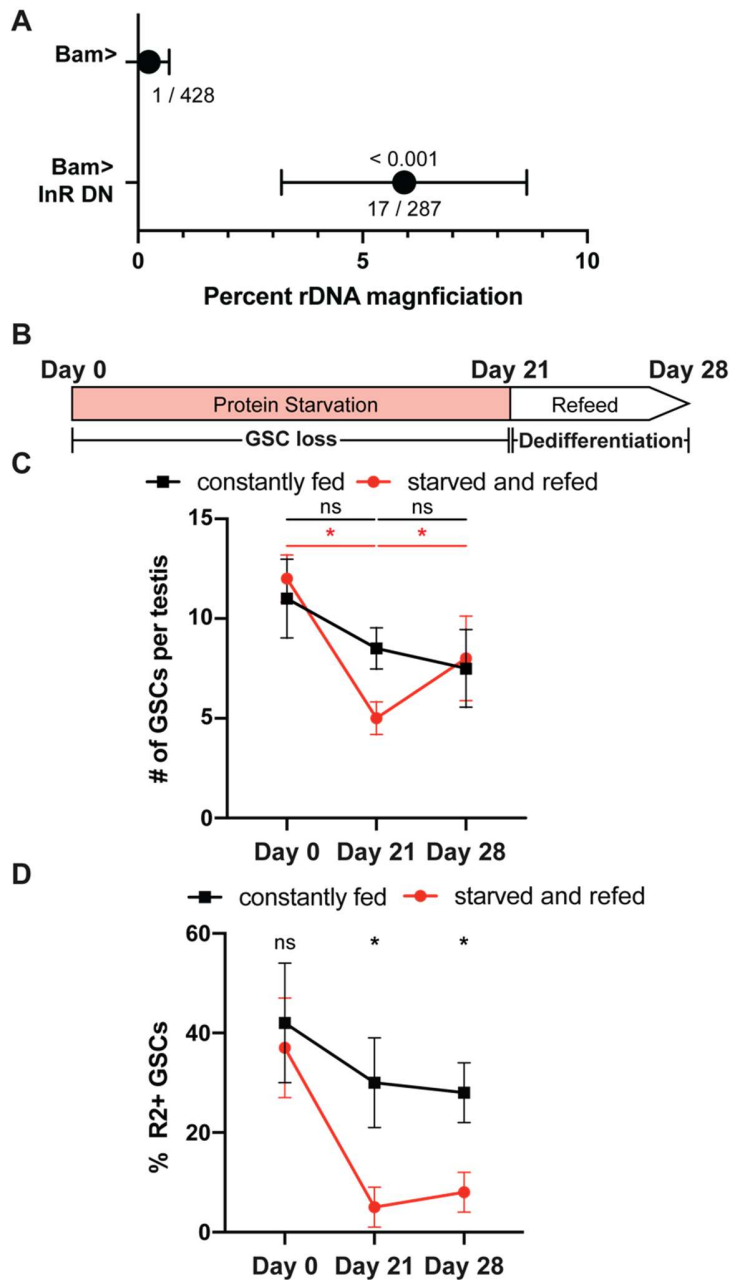 A
Bam>
1 / 428
Bam>
InR DN
< 0.001
17 / 287
0
5
10
Percent rDNA magnficiation
B
Day 0
Day 21
Day 28
Protein Starvation
Refeed
GSC loss
Dedifferentiation
C
constantly fed
starved and refed
ns
ns
*
*
15
10
5
0
# of GSCs per testis
Day 0
Day 21
Day 28
D
constantly fed
starved and refed
ns
*
*
60
40
20
0
% R2+ GSCs
Day 0
Day 21
Day 28